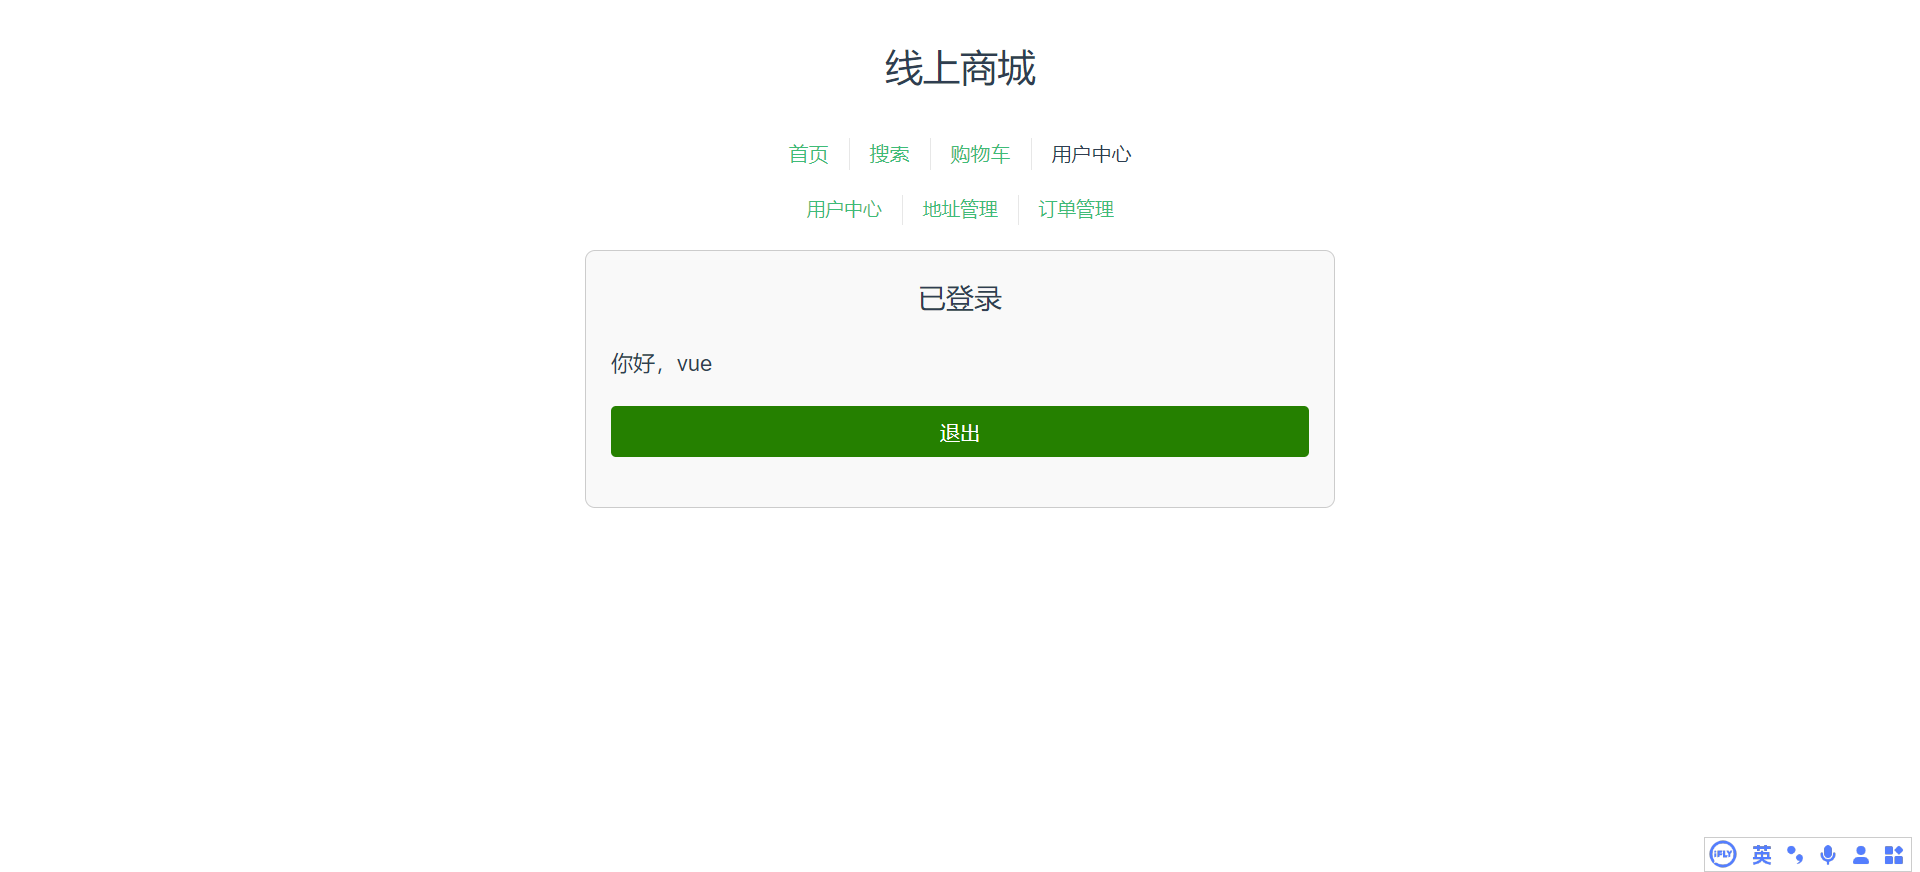 线上商城
首页 搜索 购物车 用户中心
用户中心 地址管理 订单管理
已登录
你好，vue
退出
iFLY 英